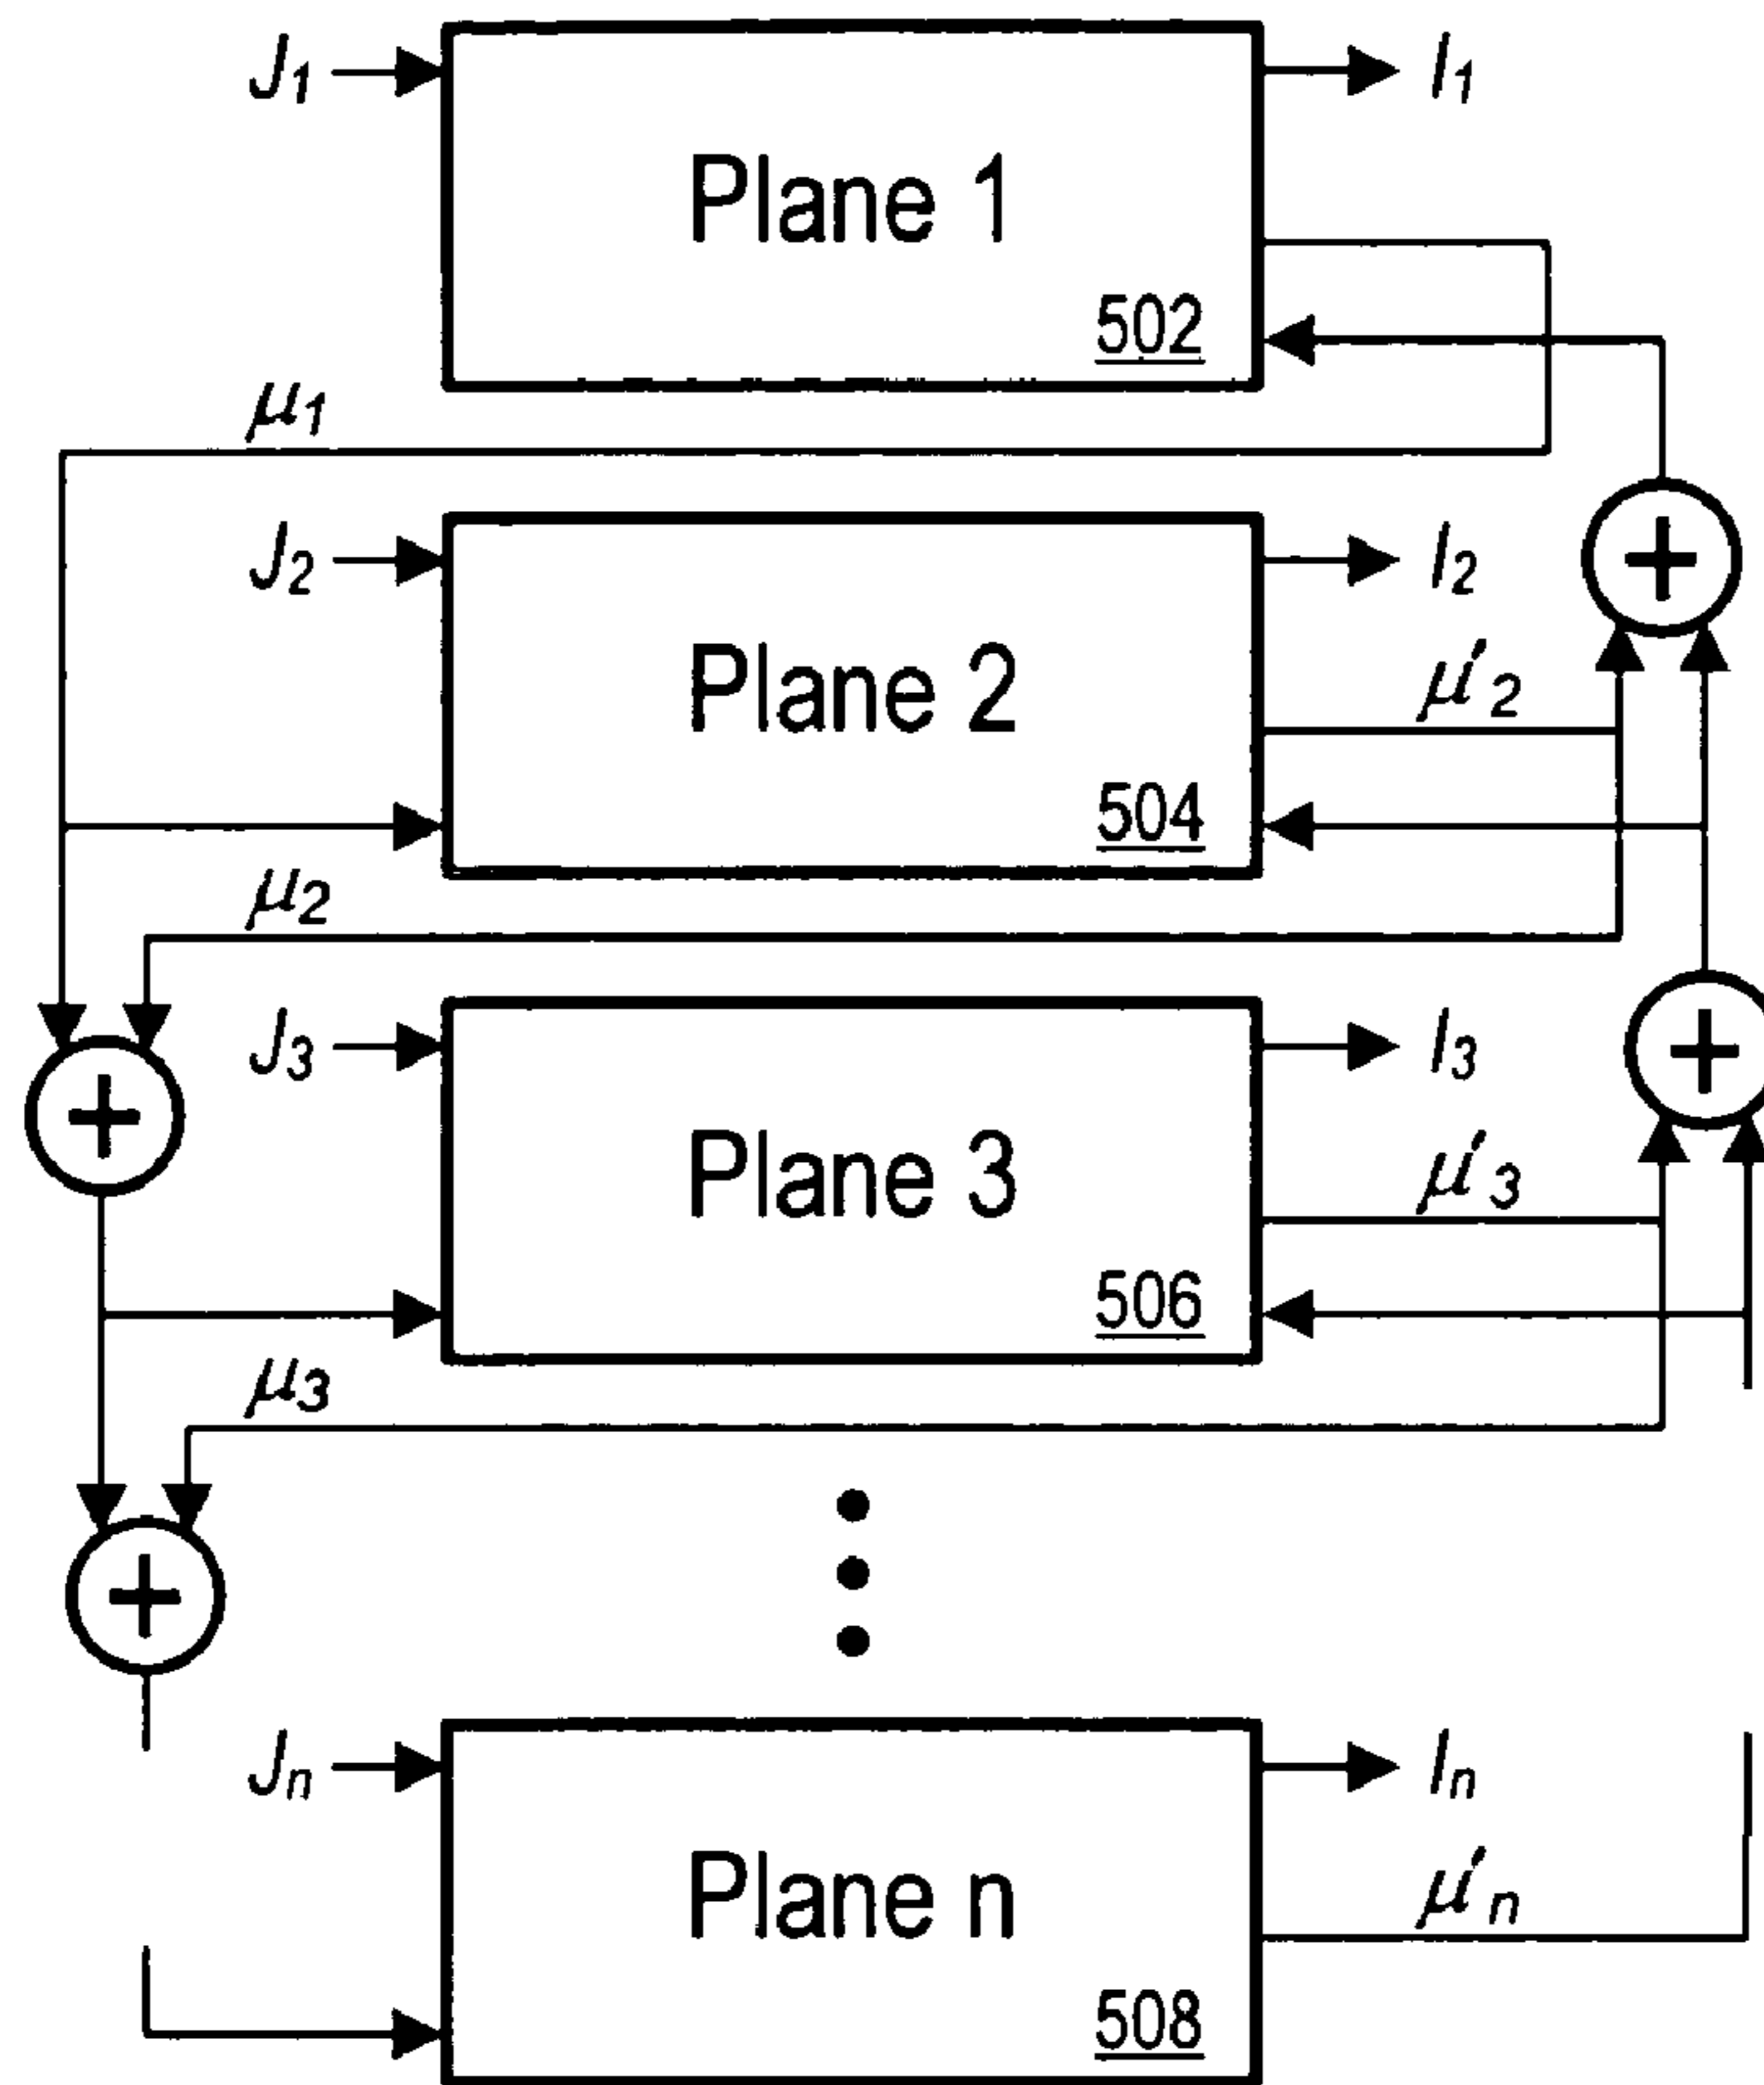 J1
I1
Plane 1
502
μ1
J2
I2
Plane 2
μ′2
504
μ2
J3
I3
Plane 3
μ′3
506
μ3
Jn
In
Plane n
μ′n
508